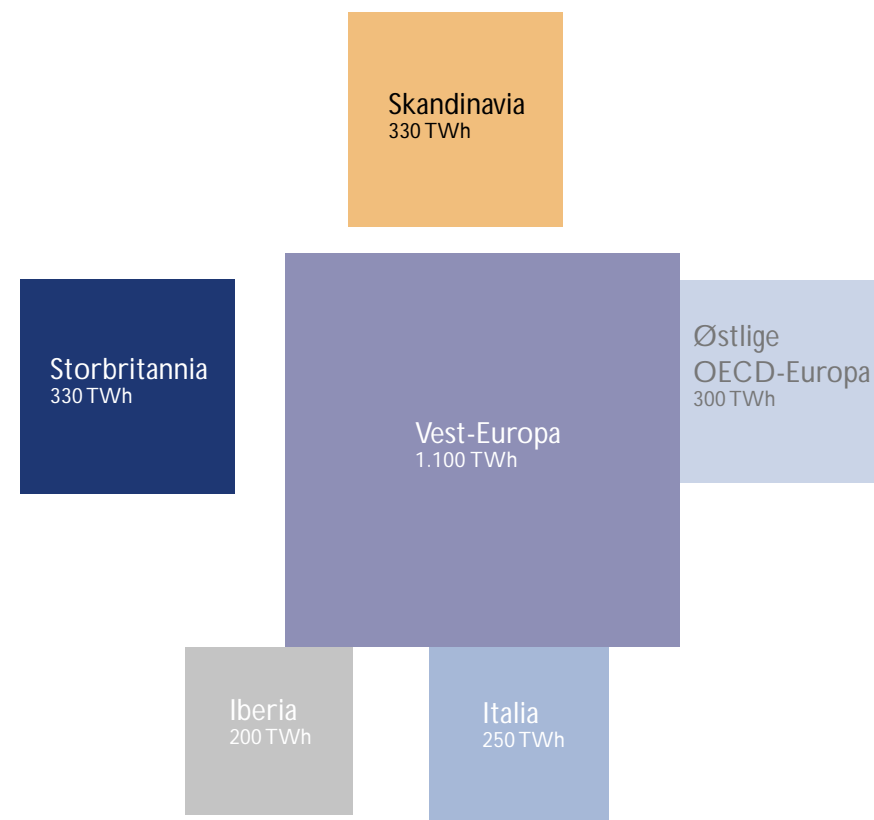 Skandinavia
330 TWh
Storbritannia
330 TWh
Vest-Europa
1.100 TWh
Østlige
OECD-Europa
300 TWh
Iberia
200 TWh
Italia
250 TWh